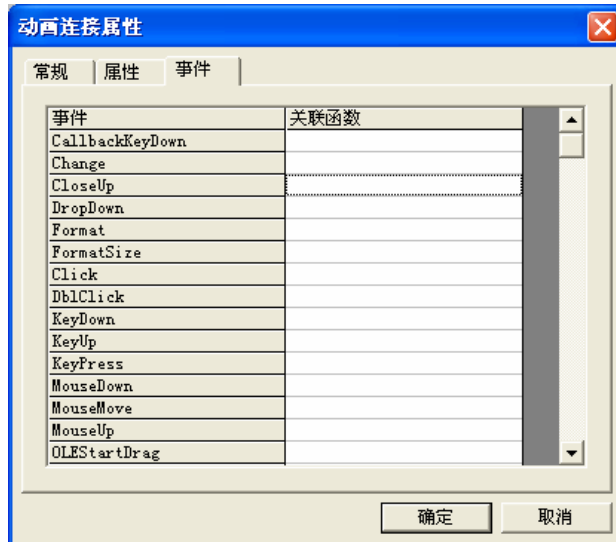 动画连接属性
常规 属性 事件
事件 关联函数
CallbackKeyDown
Change
CloseUp
DropDown
Format
FormatSize
Click
DblClick
KeyDown
KeyUp
KeyPress
MouseDown
MouseMove
MouseUp
OLEStartDrag
确定 取消